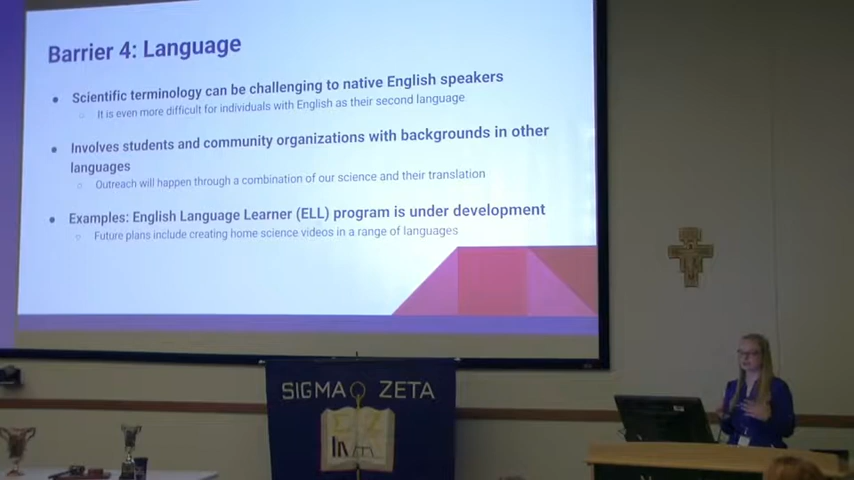 Barrier 4: Language
Scientific terminology can be challenging to native English speakers
It is even more difficult for individuals with English as their second language
Involves students and community organizations with backgrounds in other
languages
Outreach will happen through a combination of our science and their translation
Examples: English Language Learner (ELL) program is under development
Future plans include creating home science videos in a range of languages
SIGMA ZETA